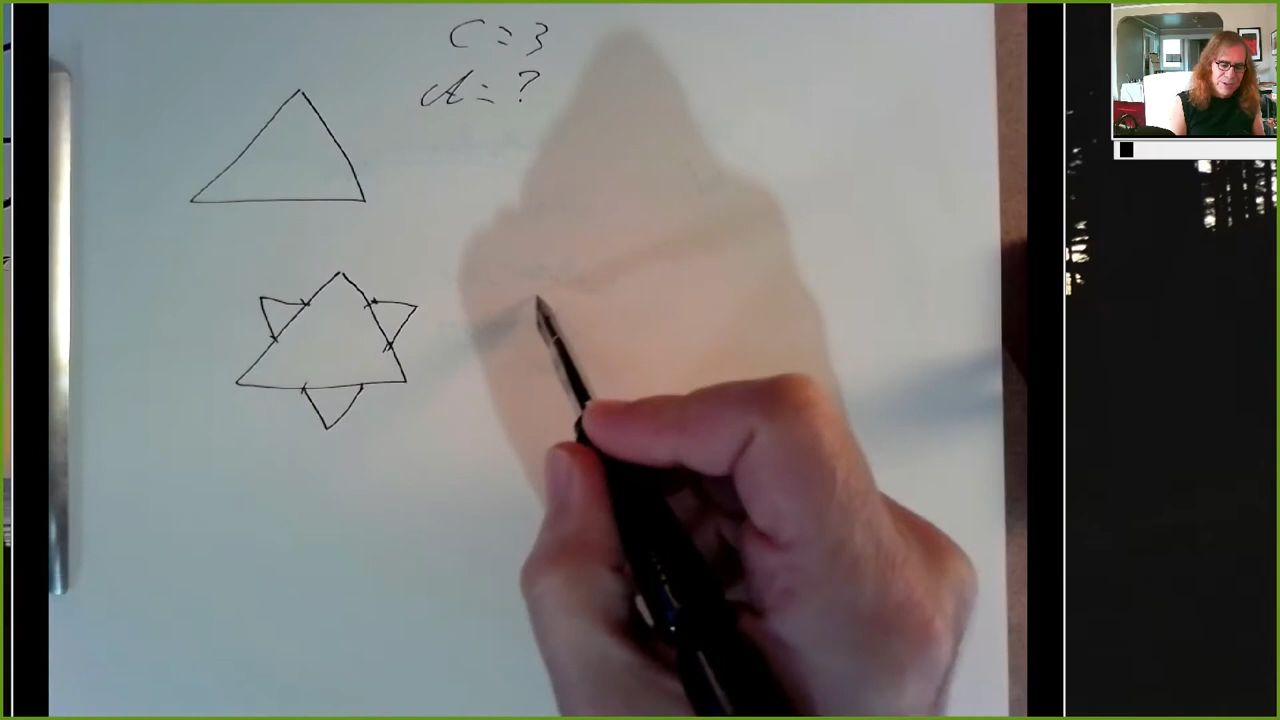 C = 3
A = ?